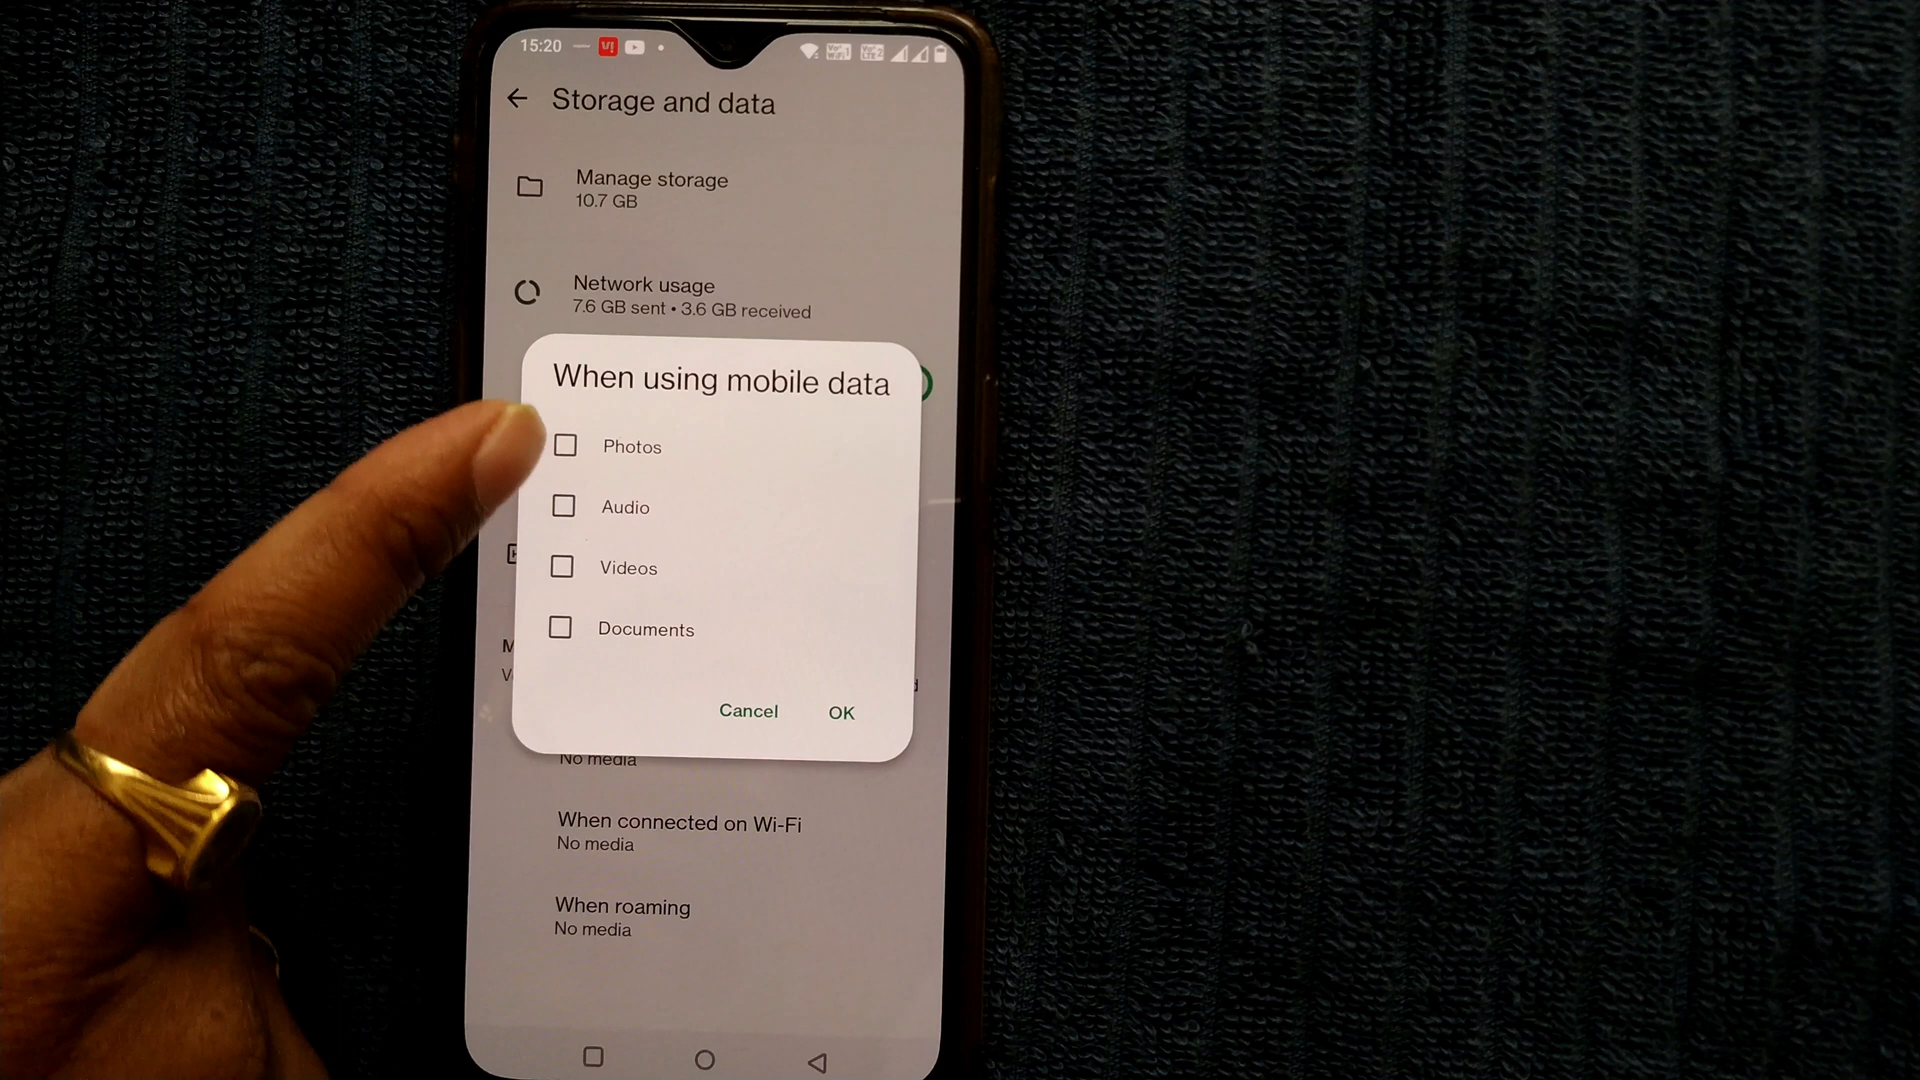 15:20
Storage and data
Manage storage
10.7 GB
Network usage
7.6 GB sent • 3.6 GB received
When using mobile data
Photos
Audio
Videos
Documents
Cancel
OK
No media
When connected on Wi-Fi
No media
When roaming
No media